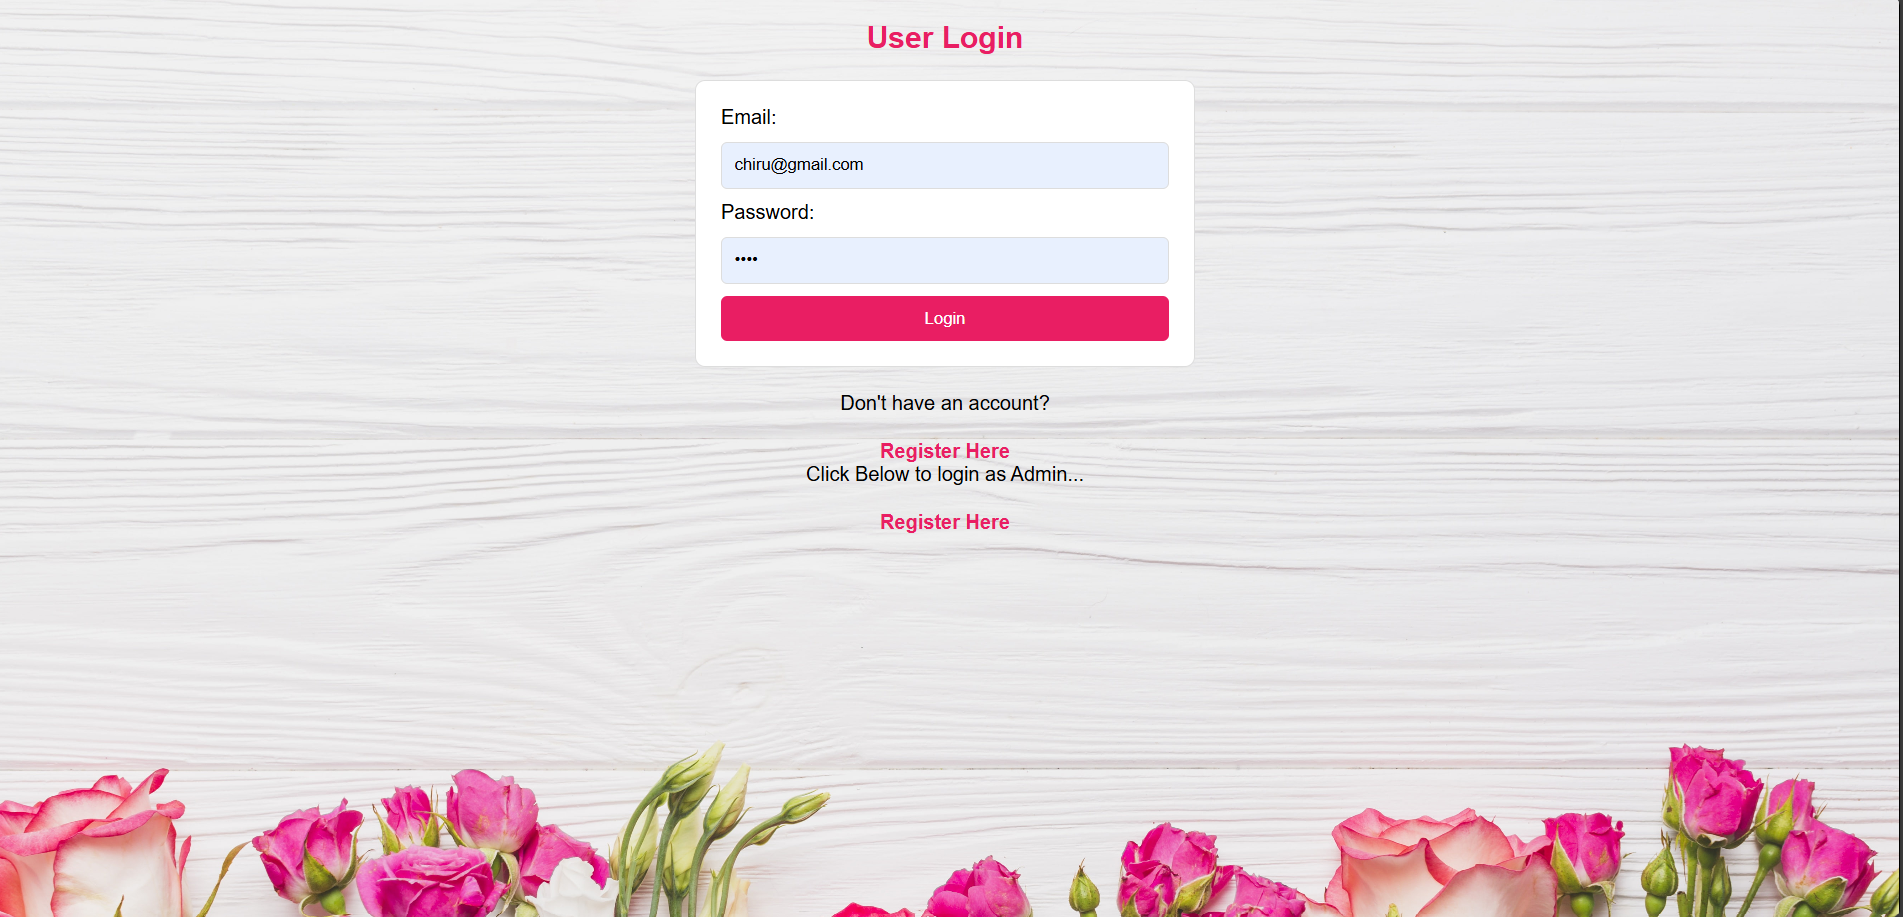 User Login
Email:
chiru@gmail.com
Password:
••••
Login
Don't have an account?
Register Here
Click Below to login as Admin...
Register Here